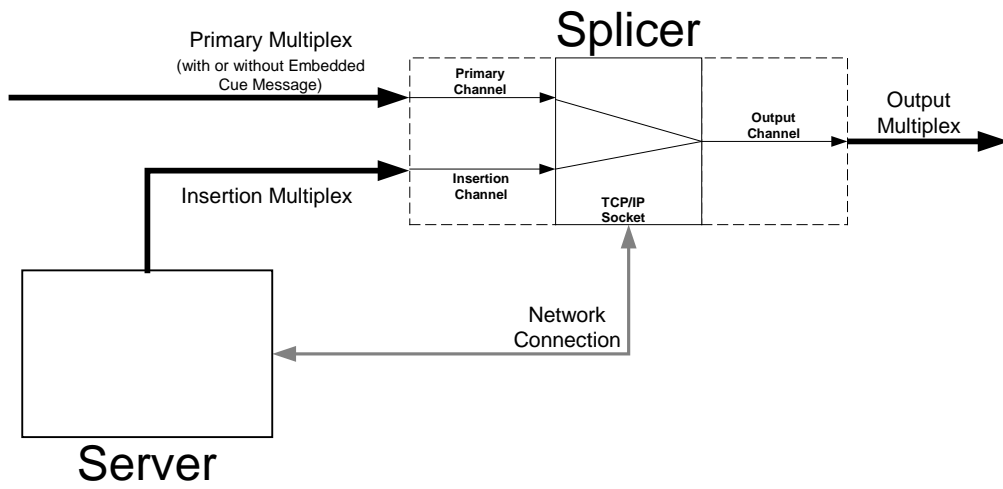 Splicer
Primary Multiplex
(with or without Embedded
Cue Message)
Primary
Channel
Output
Channel
Output
Multiplex
Insertion Multiplex
Insertion
Channel
TCP/IP
Socket
Network
Connection
Server